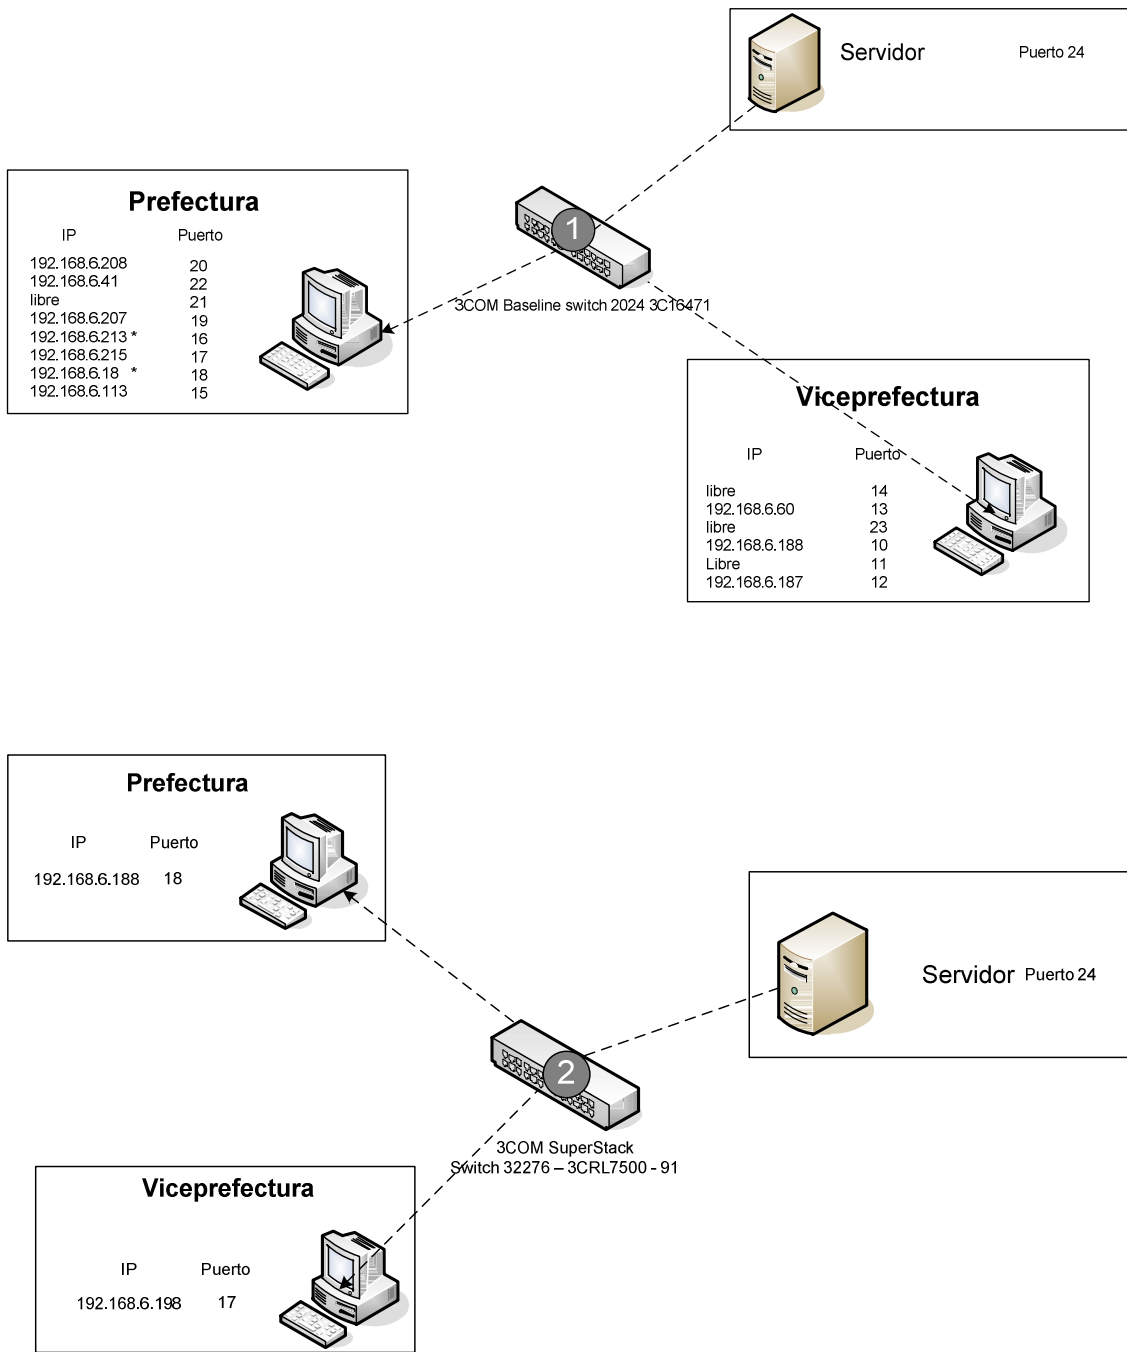 Servidor Puerto 24
1
3COM Baseline switch 2024 3C16471
Prefectura
IP Puerto
192.168.6.208 20
192.168.6.41 22
libre 21
192.168.6.207 19
192.168.6.213 * 16
192.168.6.215 17
192.168.6.18 * 18
192.168.6.113 15
Viceprefectura
IP Puerto
libre 14
192.168.6.60 13
libre 23
192.168.6.188 10
Libre 11
192.168.6.187 12
Prefectura
IP Puerto
192.168.6.188 18
Servidor Puerto 24
2
3COM SuperStack
Switch 32276 – 3CRL7500 - 91
Viceprefectura
IP Puerto
192.168.6.198 17